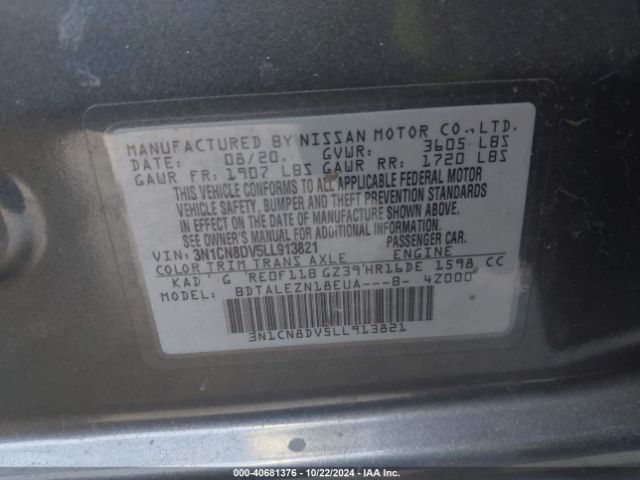 MANUFACTURED BY NISSAN MOTOR CO.,LTD.
DATE: 08/20. GVWR: 3605 LBS
GAWR FR: 1907 LBS GAWR RR: 1720 LBS
THIS VEHICLE CONFORMS TO ALL APPLICABLE FEDERAL MOTOR
VEHICLE SAFETY, BUMPER AND THEFT PREVENTION STANDARDS
IN EFFECT ON THE DATE OF MANUFACTURE SHOWN ABOVE.
SEE OWNER'S MANUAL FOR ADDITIONAL INFORMATION.
VIN: 3N1CN8DV5LL913821 PASSENGER CAR
COLOR TRIM TRANS AXLE ENGINE
KAD G RE0F11B GZ39 HR16DE 1598 CC
MODEL: BDTALEZN18EUA---B- 4Z000
3N1CN8DV5LL913821
000-40681376 - 10/22/2024 - IAA Inc.